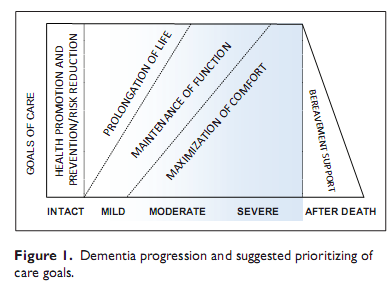 GOALS OF CARE
HEALTH PROMOTION AND
PREVENTION/RISK REDUCTION
PROLONGATION OF LIFE
MAINTENANCE OF FUNCTION
MAXIMIZATION OF COMFORT
BEREAVEMENT SUPPORT
INTACT MILD MODERATE SEVERE AFTER DEATH
Figure 1. Dementia progression and suggested prioritizing of
care goals.